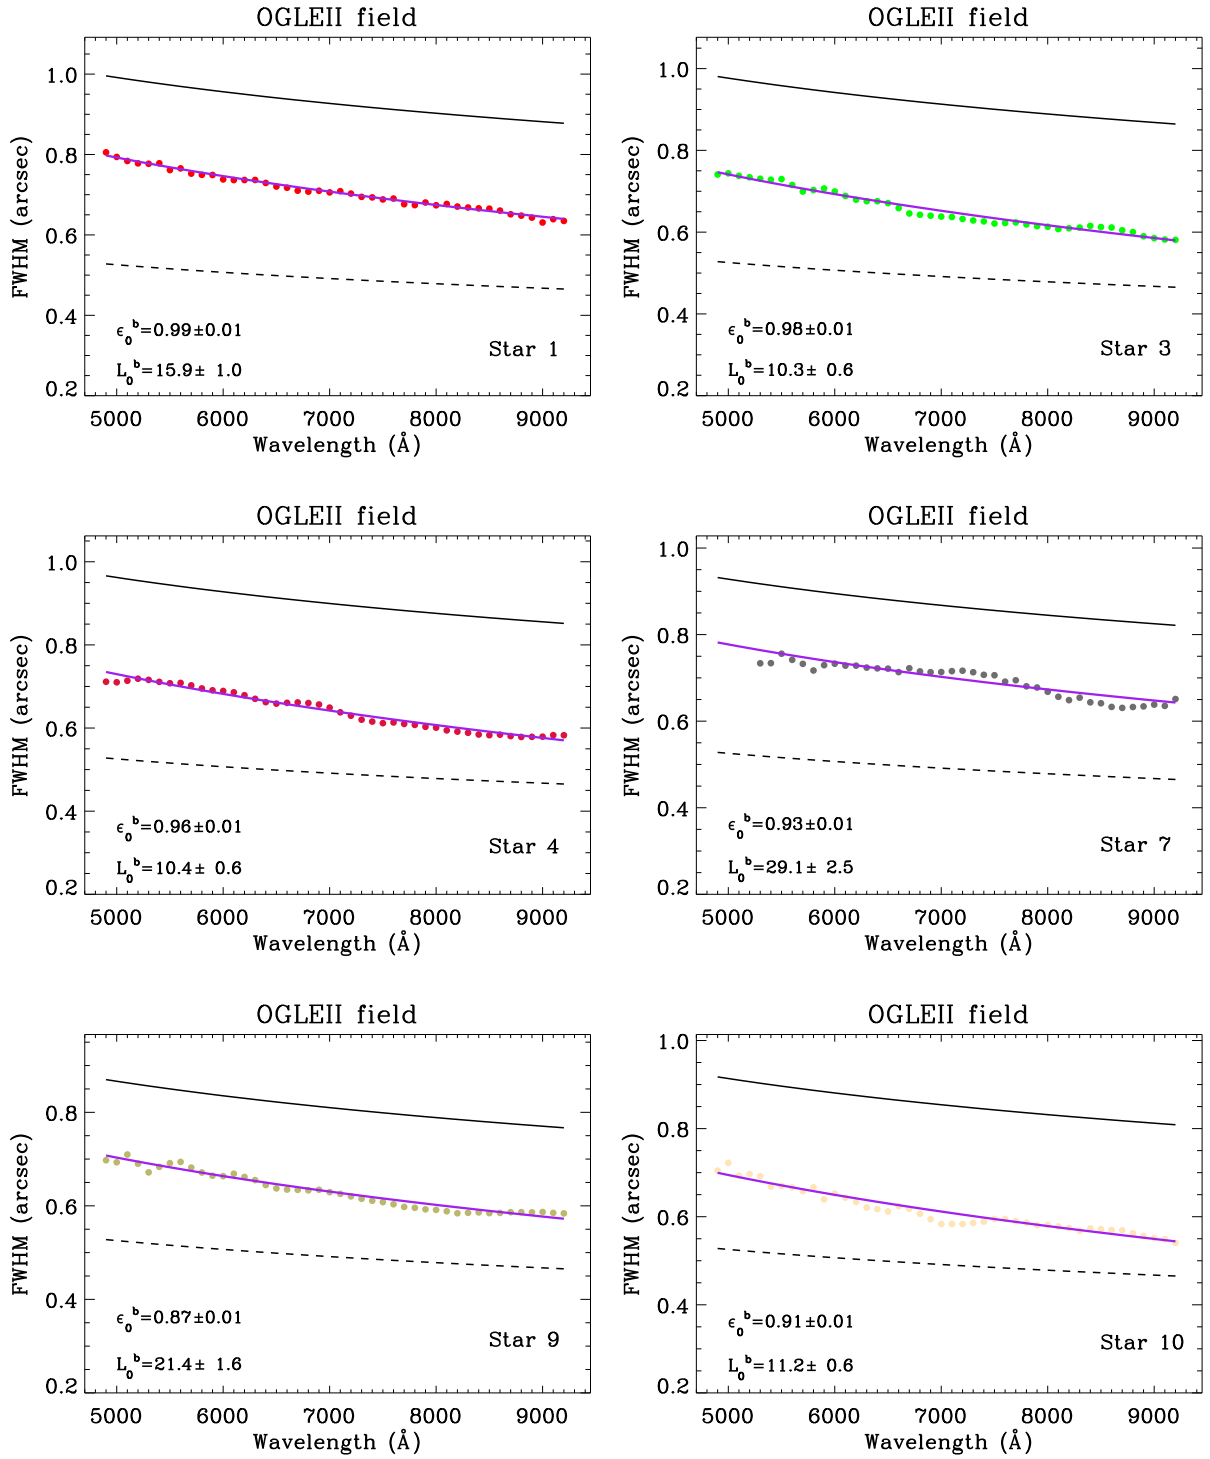 OGLEII field
FWHM (arcsec)
1.0
0.8
0.6
0.4
0.2
ϵ₀ᵇ=0.99±0.01
L₀ᵇ=15.9± 1.0
Star 1
5000 6000 7000 8000 9000
Wavelength (Å)
OGLEII field
FWHM (arcsec)
1.0
0.8
0.6
0.4
0.2
ϵ₀ᵇ=0.98±0.01
L₀ᵇ=10.3± 0.6
Star 3
5000 6000 7000 8000 9000
Wavelength (Å)
OGLEII field
FWHM (arcsec)
1.0
0.8
0.6
0.4
0.2
ϵ₀ᵇ=0.96±0.01
L₀ᵇ=10.4± 0.6
Star 4
5000 6000 7000 8000 9000
Wavelength (Å)
OGLEII field
FWHM (arcsec)
1.0
0.8
0.6
0.4
0.2
ϵ₀ᵇ=0.93±0.01
L₀ᵇ=29.1± 2.5
Star 7
5000 6000 7000 8000 9000
Wavelength (Å)
OGLEII field
FWHM (arcsec)
0.8
0.6
0.4
0.2
ϵ₀ᵇ=0.87±0.01
L₀ᵇ=21.4± 1.6
Star 9
5000 6000 7000 8000 9000
Wavelength (Å)
OGLEII field
FWHM (arcsec)
1.0
0.8
0.6
0.4
0.2
ϵ₀ᵇ=0.91±0.01
L₀ᵇ=11.2± 0.6
Star 10
5000 6000 7000 8000 9000
Wavelength (Å)